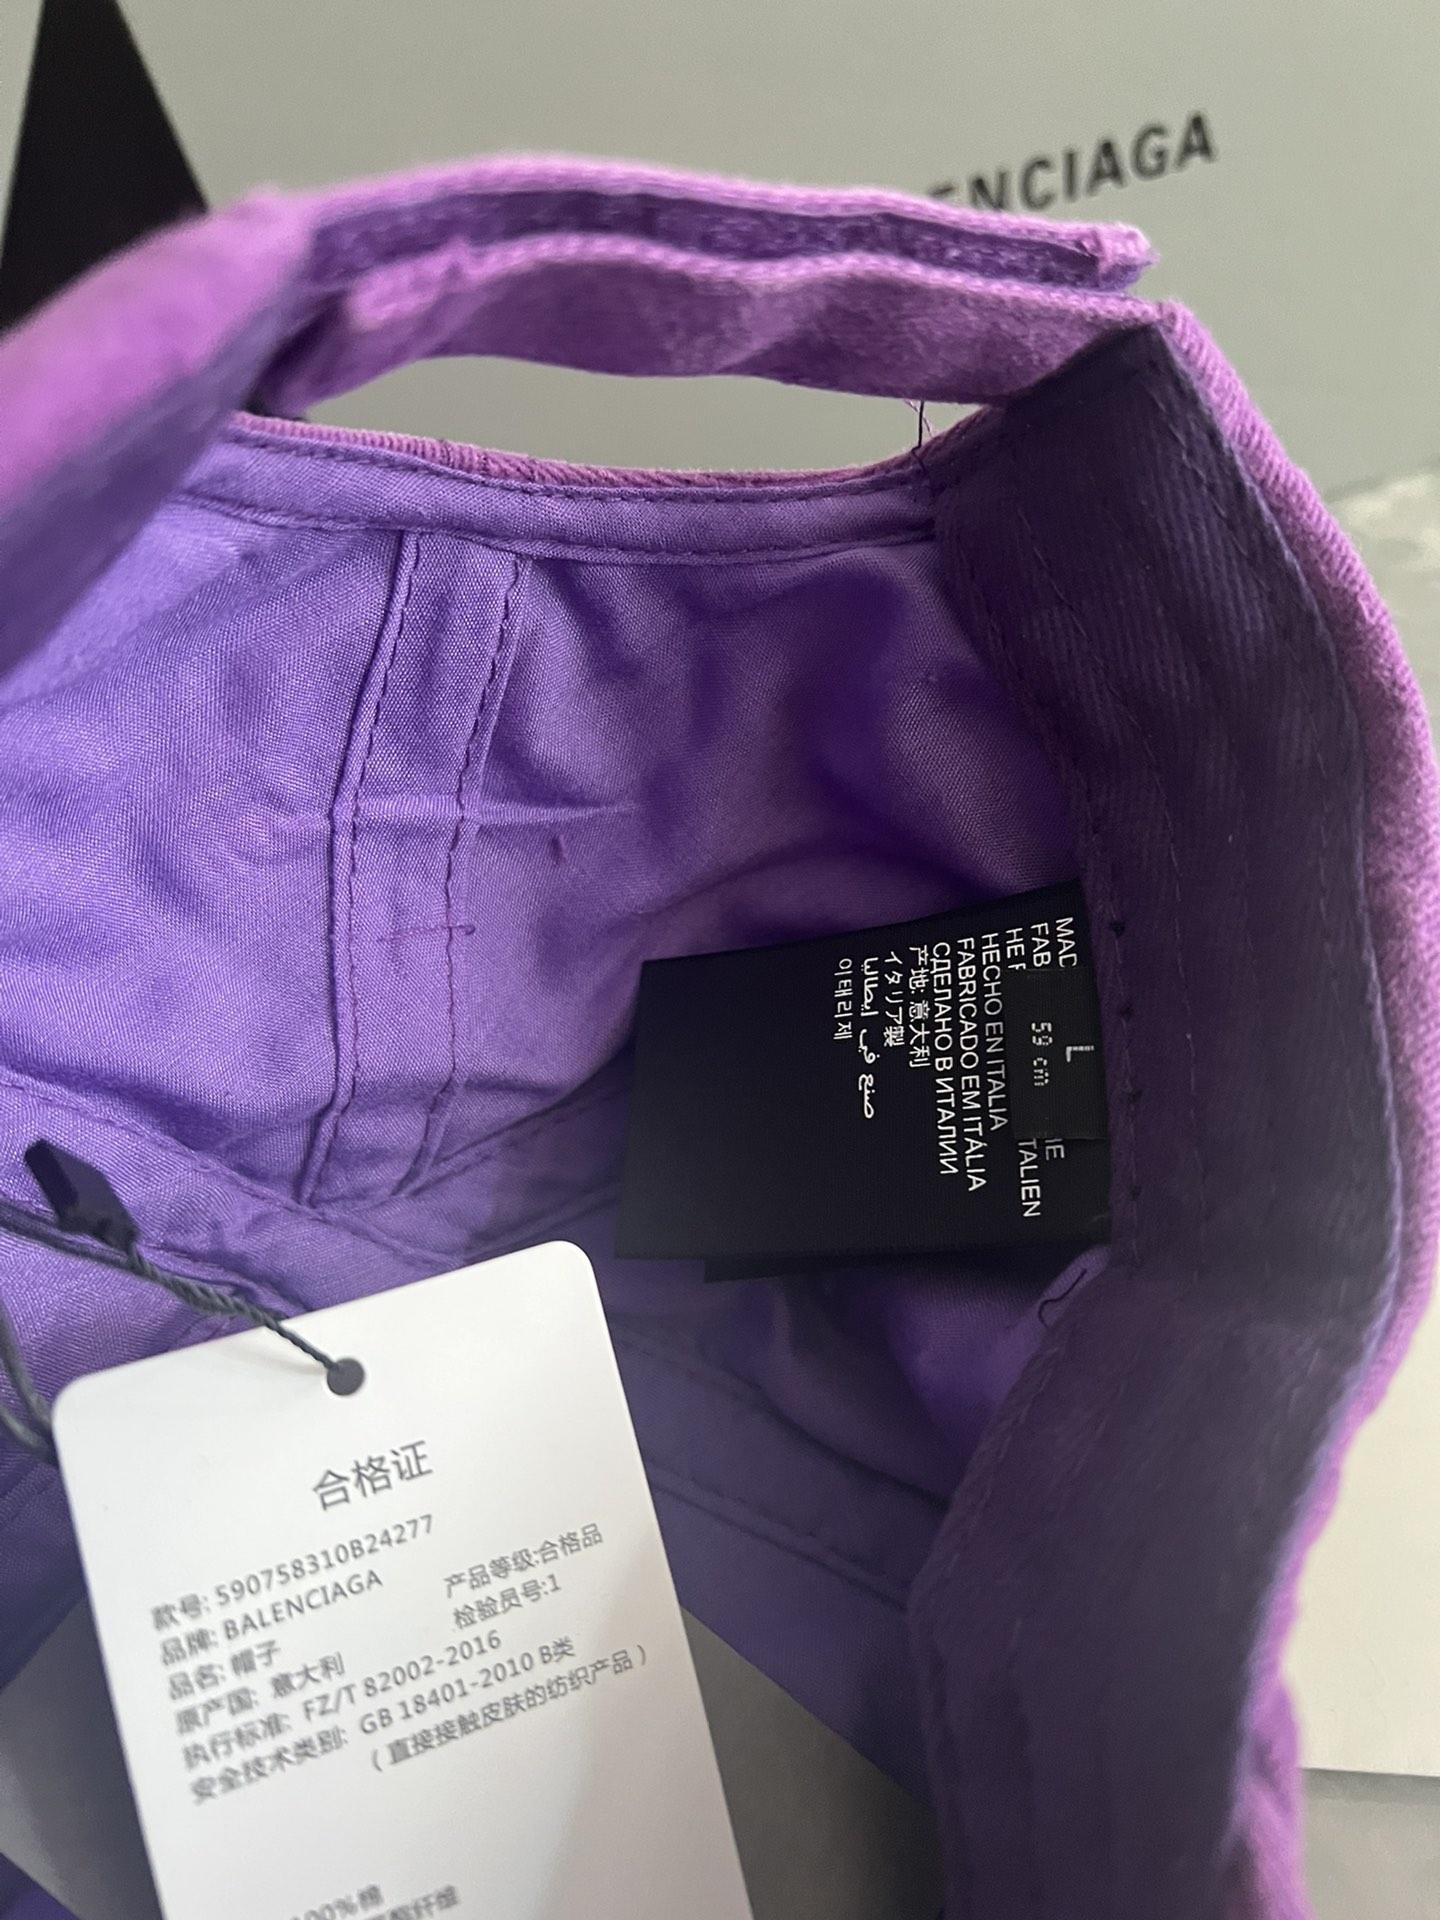 ENCIAGA
MAD
FAB
HE F
IE
TALIEN
HECHO EN ITALIA
FABRICADO EM ITÁLIA
СДЕЛАНО В ИТАЛИИ
产地: 意大利
イタリア製
صنع في إيطاليا
이태리제
L
59 cm
合格证
款号: 590758310B24277
品牌: BALENCIAGA
产品等级:合格品
品名: 帽子
检验员号:1
原产国: 意大利
执行标准: FZ/T 82002-2016
安全技术类别: GB 18401-2010 B类
（直接接触皮肤的纺织产品）
100%棉